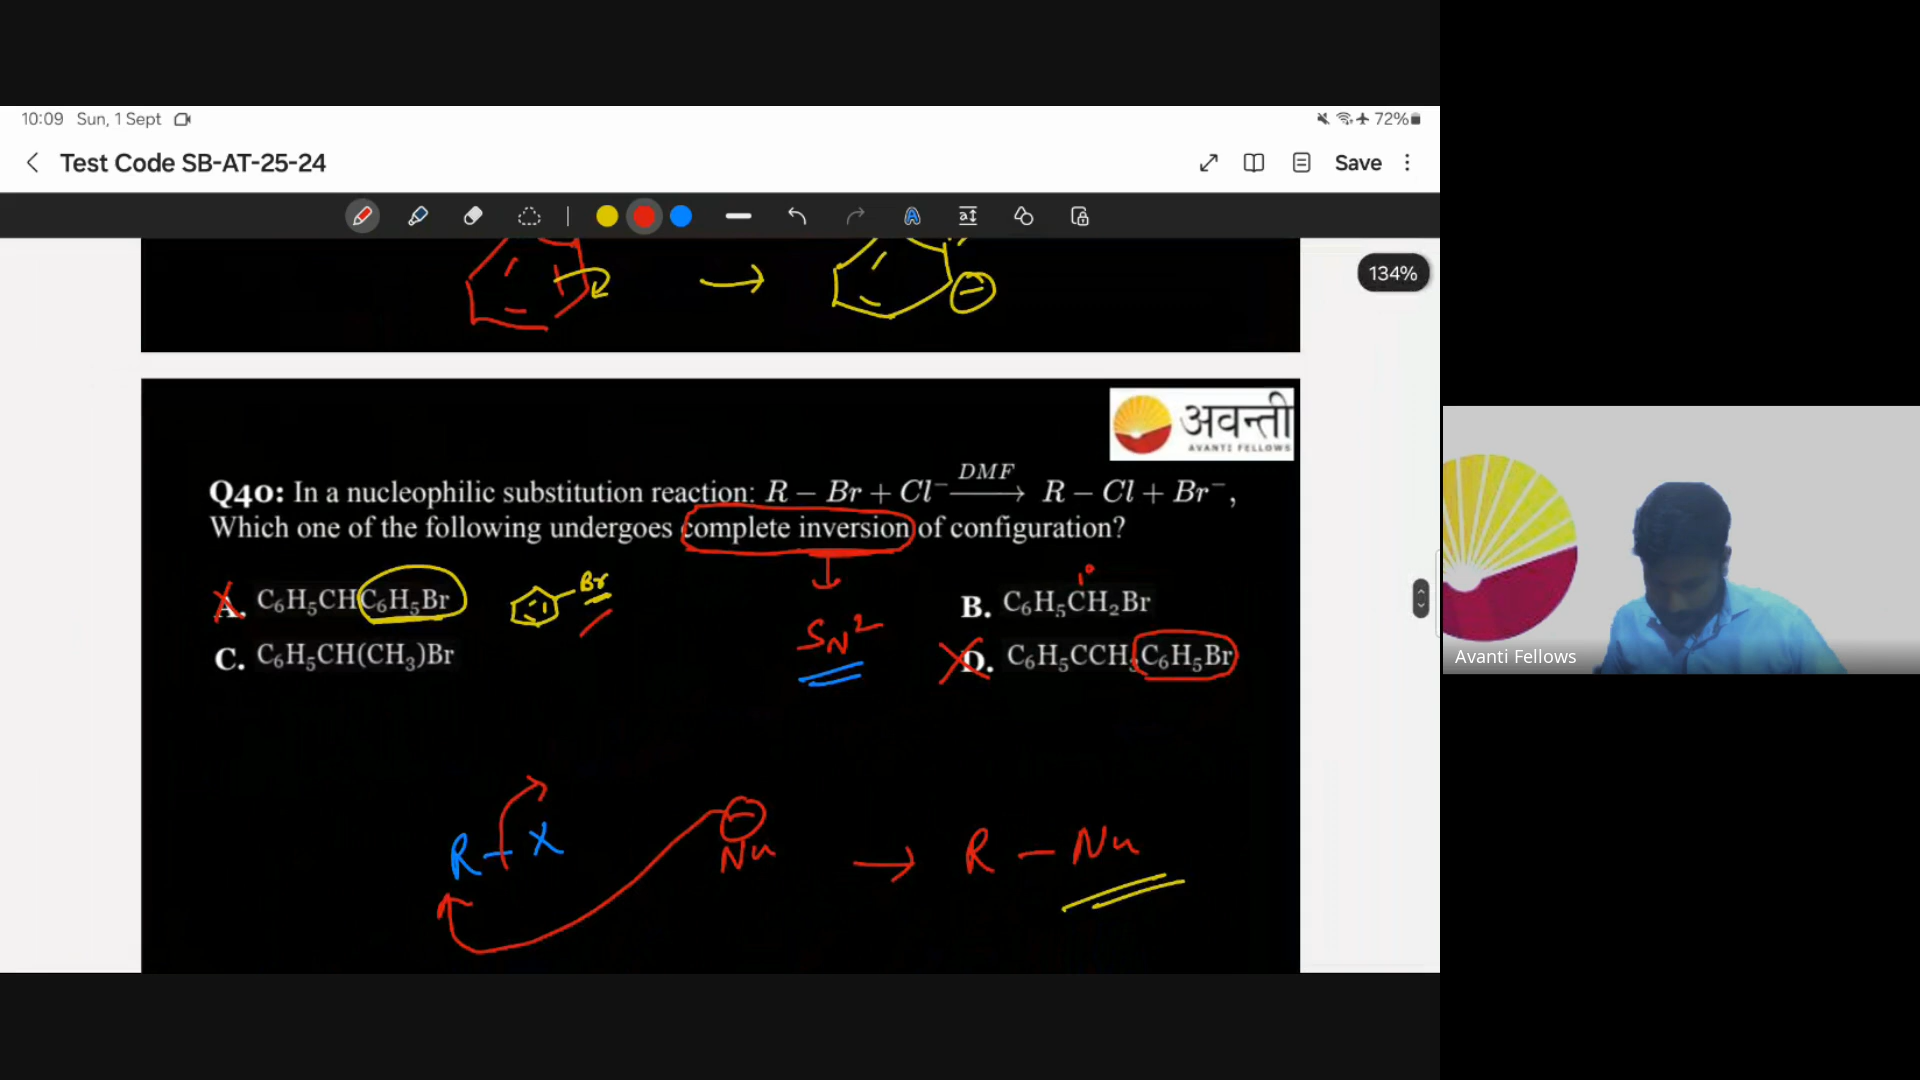 10:09 Sun, 1 Sept 72%
Test Code SB-AT-25-24 Save
134%
अवन्ती
AVANTI FELLOWS
Q40: In a nucleophilic substitution reaction: R − Br + Cl⁻ DMF→ R − Cl + Br⁻,
Which one of the following undergoes complete inversion of configuration?
A. C₆H₅CHC₆H₅Br Br
1°
B. C₆H₅CH₂Br
SN²
C. C₆H₅CH(CH₃)Br
D. C₆H₅CCH₃C₆H₅Br
R − X Nu⊖ → R − Nu
Avanti Fellows